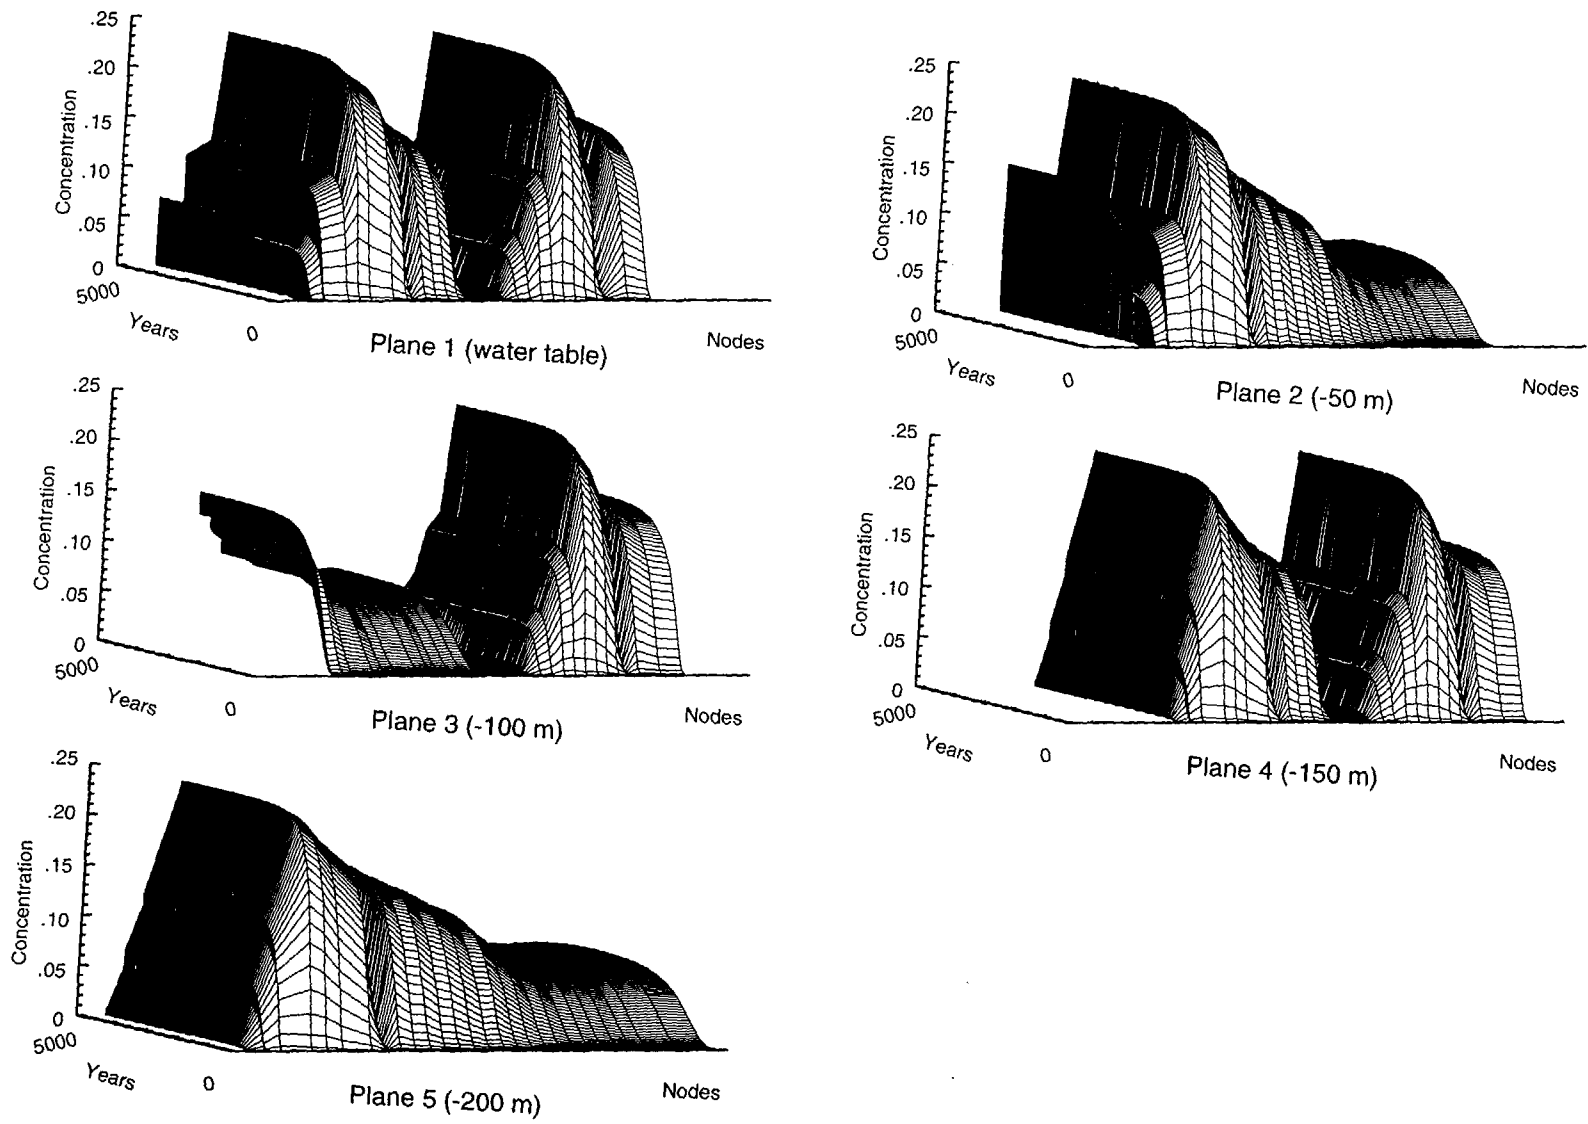 .25
.20
.15
.10
.05
0
Concentration
5000
Years
0
Nodes
Plane 1 (water table)
.25
.20
.15
.10
.05
0
Concentration
5000
Years
0
Nodes
Plane 2 (-50 m)
.25
.20
.15
.10
.05
0
Concentration
5000
Years
0
Nodes
Plane 3 (-100 m)
.25
.20
.15
.10
.05
0
Concentration
5000
Years
0
Nodes
Plane 4 (-150 m)
.25
.20
.15
.10
.05
0
Concentration
5000
Years
0
Nodes
Plane 5 (-200 m)